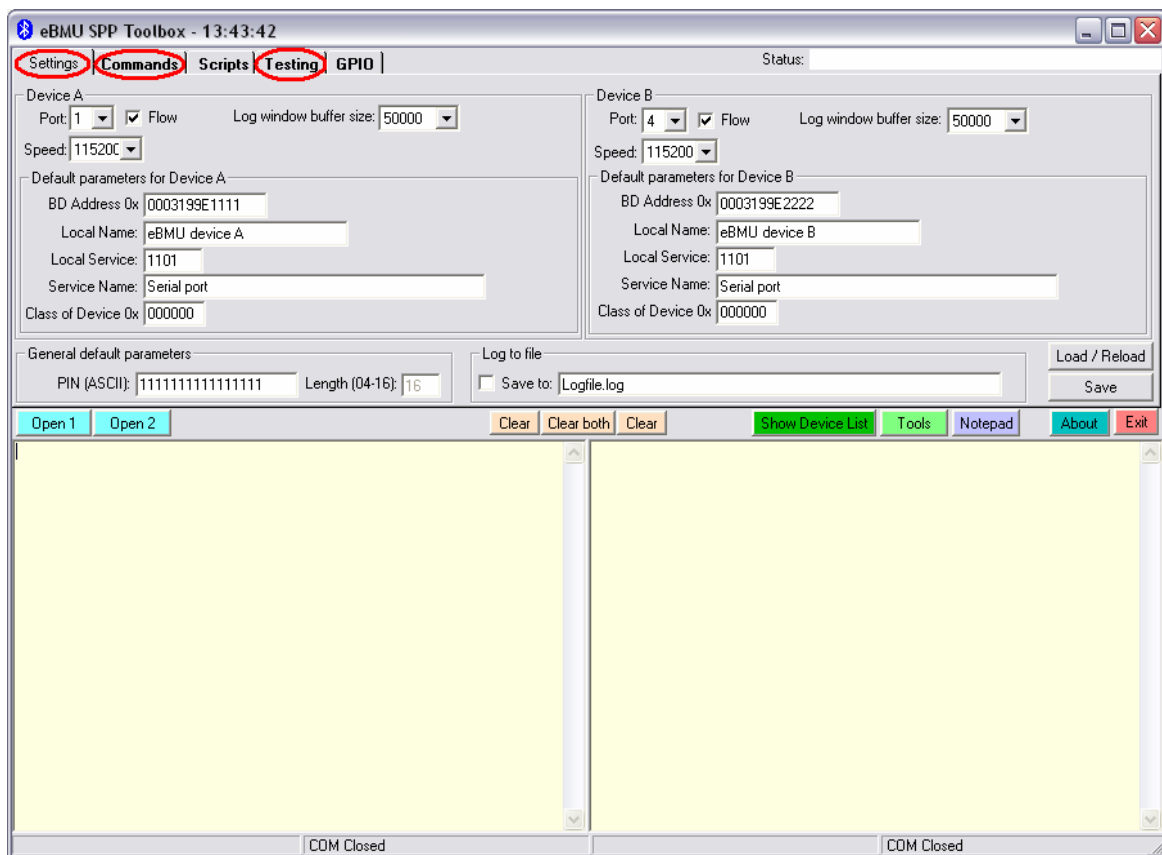 eBMU SPP Toolbox - 13:43:42
Settings Commands Scripts Testing GPIO Status:
Device A
Port: 1 Flow Log window buffer size: 50000
Speed: 115200
Default parameters for Device A
BD Address 0x 0003199E1111
Local Name: eBMU device A
Local Service: 1101
Service Name: Serial port
Class of Device 0x 000000
Device B
Port: 4 Flow Log window buffer size: 50000
Speed: 115200
Default parameters for Device B
BD Address 0x 0003199E2222
Local Name: eBMU device B
Local Service: 1101
Service Name: Serial port
Class of Device 0x 000000
General default parameters
PIN (ASCII): 1111111111111111 Length (04-16): 16
Log to file
Save to: Logfile.log
Load / Reload
Save
Open 1 Open 2 Clear Clear both Clear Show Device List Tools Notepad About Exit
COM Closed COM Closed